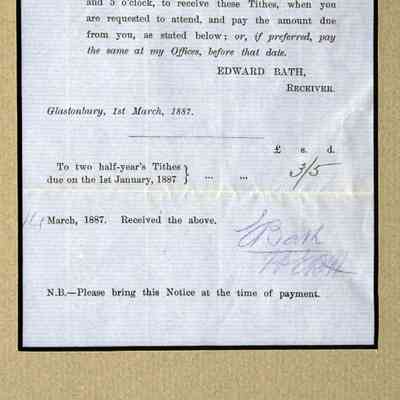 and 5 o'clock, to receive these Tithes, when you
are requested to attend, and pay the amount due
from you, as stated below; or, if preferred, pay
the same at my Offices, before that date.
EDWARD BATH,
RECEIVER.
Glastonbury, 1st March, 1887.
£ s. d.
To two half-year's Tithes
due on the 1st January, 1887 } ... ... 3/5
March, 1887. Received the above.
E Bath
N.B.—Please bring this Notice at the time of payment.